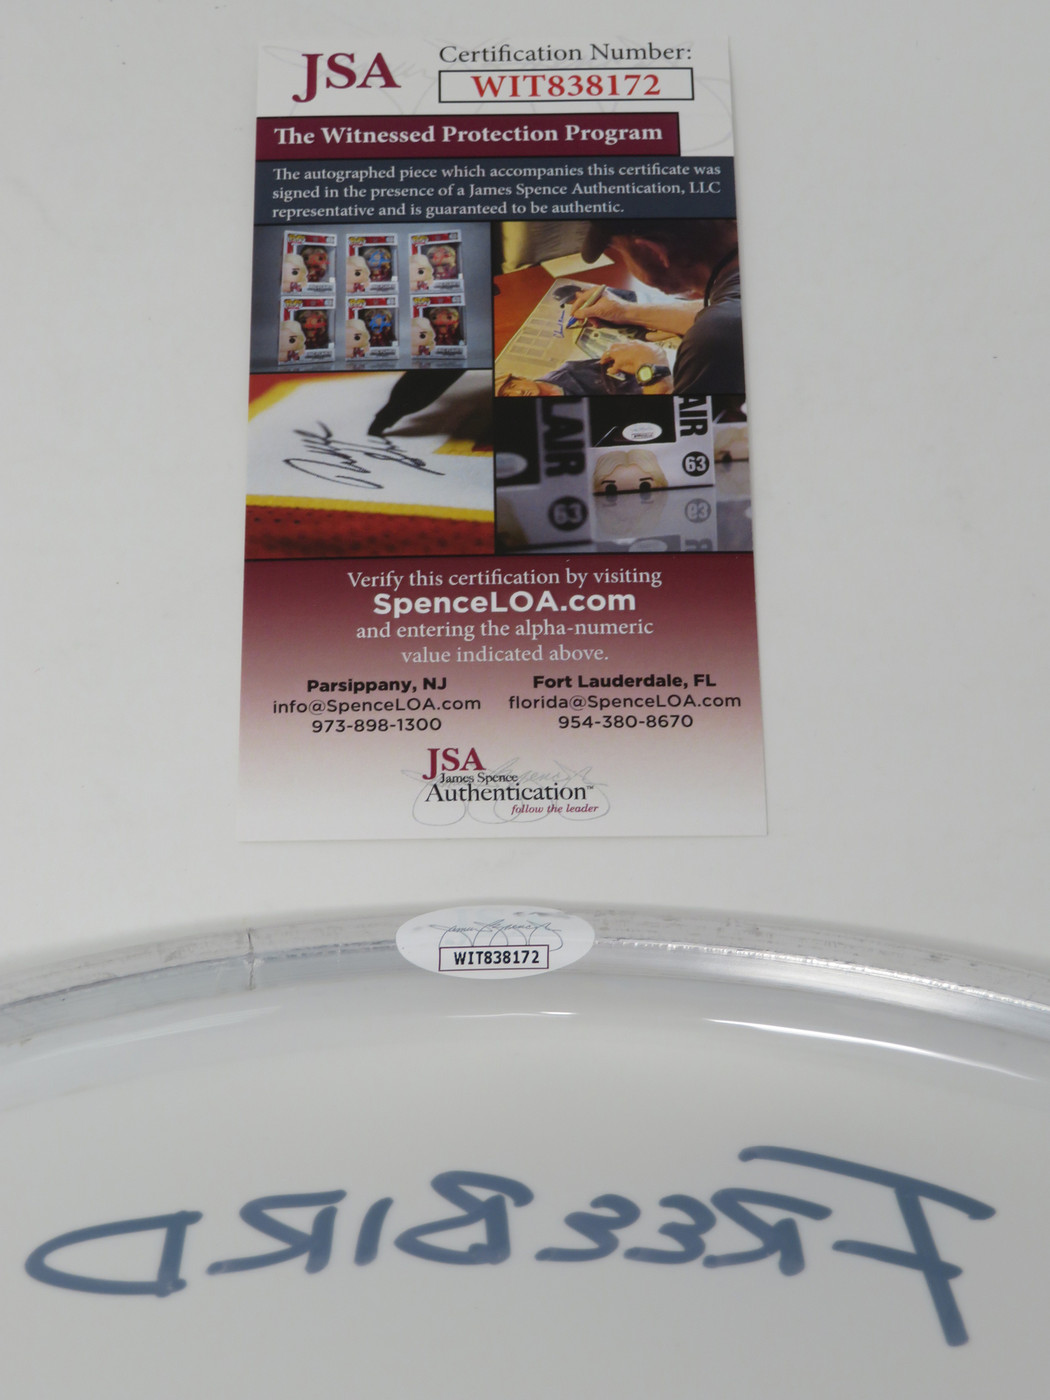 JSA
Certification Number:
WIT838172
The Witnessed Protection Program
The autographed piece which accompanies this certificate was
signed in the presence of a James Spence Authentication, LLC
representative and is guaranteed to be authentic.
AIR
AIR
63
63
63
Verify this certification by visiting
SpenceLOA.com
and entering the alpha-numeric
value indicated above.
Parsippany, NJ
info@SpenceLOA.com
973-898-1300
Fort Lauderdale, FL
florida@SpenceLOA.com
954-380-8670
JSA
James Spence
Authentication™
follow the leader
WIT838172
FREEBIRD